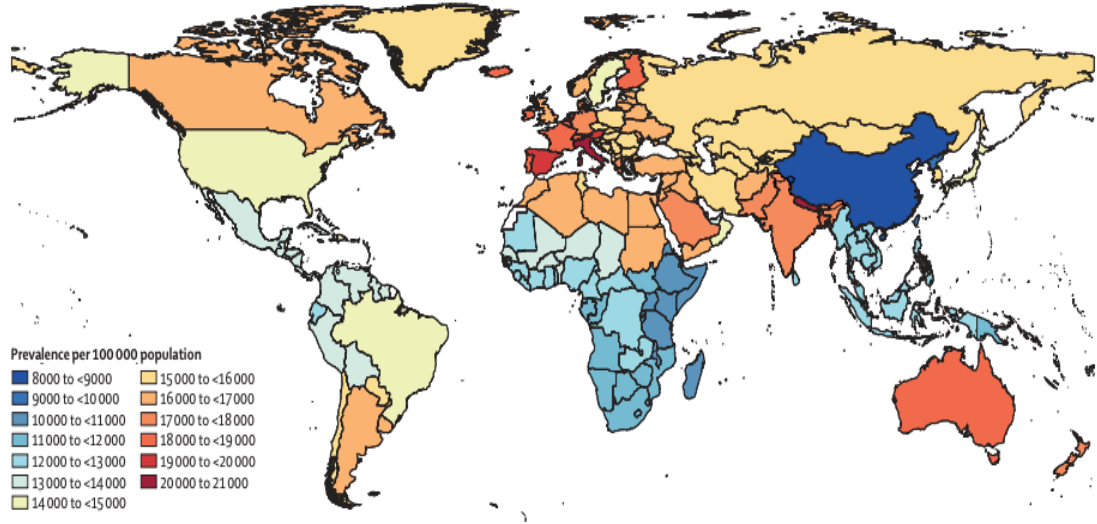 Prevalence per 100 000 population
8000 to <9000
9000 to <10 000
10 000 to <11 000
11 000 to <12 000
12 000 to <13 000
13 000 to <14 000
14 000 to <15 000
15 000 to <16 000
16 000 to <17 000
17 000 to <18 000
18 000 to <19 000
19 000 to <20 000
20 000 to 21 000